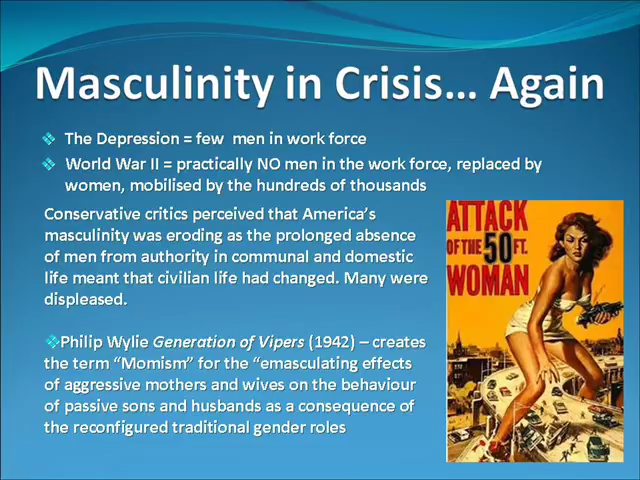 Masculinity in Crisis... Again
The Depression = few men in work force
World War II = practically NO men in the work force, replaced by
women, mobilised by the hundreds of thousands
Conservative critics perceived that America's
masculinity was eroding as the prolonged absence
of men from authority in communal and domestic
life meant that civilian life had changed. Many were
displeased.
Philip Wylie Generation of Vipers (1942) – creates
the term “Momism” for the “emasculating effects
of aggressive mothers and wives on the behaviour
of passive sons and husbands as a consequence of
the reconfigured traditional gender roles
ATTACK
OF THE 50 FT.
WOMAN